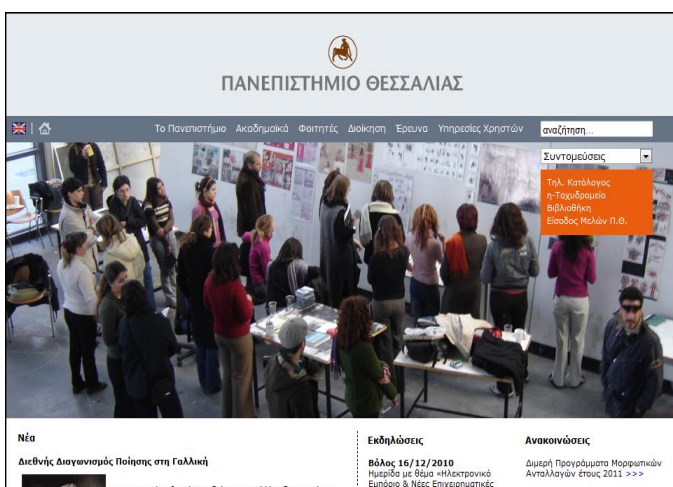 ΠΑΝΕΠΙΣΤΗΜΙΟ ΘΕΣΣΑΛΙΑΣ
Το Πανεπιστήμιο Ακαδημαϊκά Φοιτητές Διοίκηση Έρευνα Υπηρεσίες Χρηστών αναζήτηση...
Συντομεύσεις
Τηλ. Κατάλογος
η-Ταχυδρομείο
Βιβλιοθήκη
Είσοδος Μελών Π.Θ.
Νέα
Διεθνής Διαγωνισμός Ποίησης στη Γαλλική
Εκδηλώσεις
Βόλος 16/12/2010
Ημερίδα με θέμα «Ηλεκτρονικό
Εμπόριο & Νέες Επιχειρηματικές
Ανακοινώσεις
Διμερή Προγράμματα Μορφωτικών
Ανταλλαγών έτους 2011 >>>